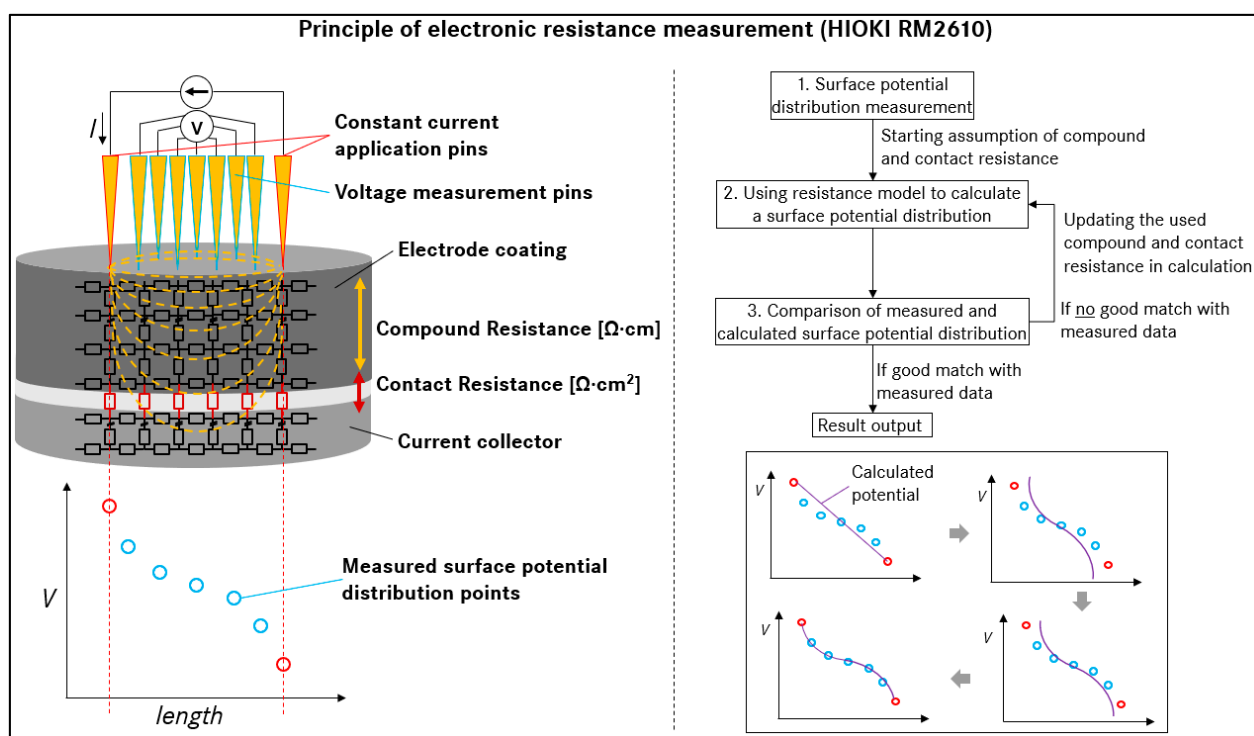 Principle of electronic resistance measurement (HIOKI RM2610)
I
V
Constant current
application pins
Voltage measurement pins
Electrode coating
Compound Resistance [Ω·cm]
Contact Resistance [Ω·cm²]
Current collector
V
Measured surface potential
distribution points
length
1. Surface potential
distribution measurement
Starting assumption of compound
and contact resistance
2. Using resistance model to calculate
a surface potential distribution
Updating the used
compound and contact
resistance in calculation
If no good match with
measured data
3. Comparison of measured and
calculated surface potential distribution
If good match with
measured data
Result output
V
Calculated
potential
V
V
V